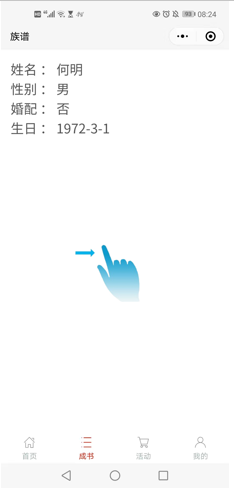 08:24
族谱
姓名： 何明
性别： 男
婚配： 否
生日： 1972-3-1
首页 成书 活动 我的